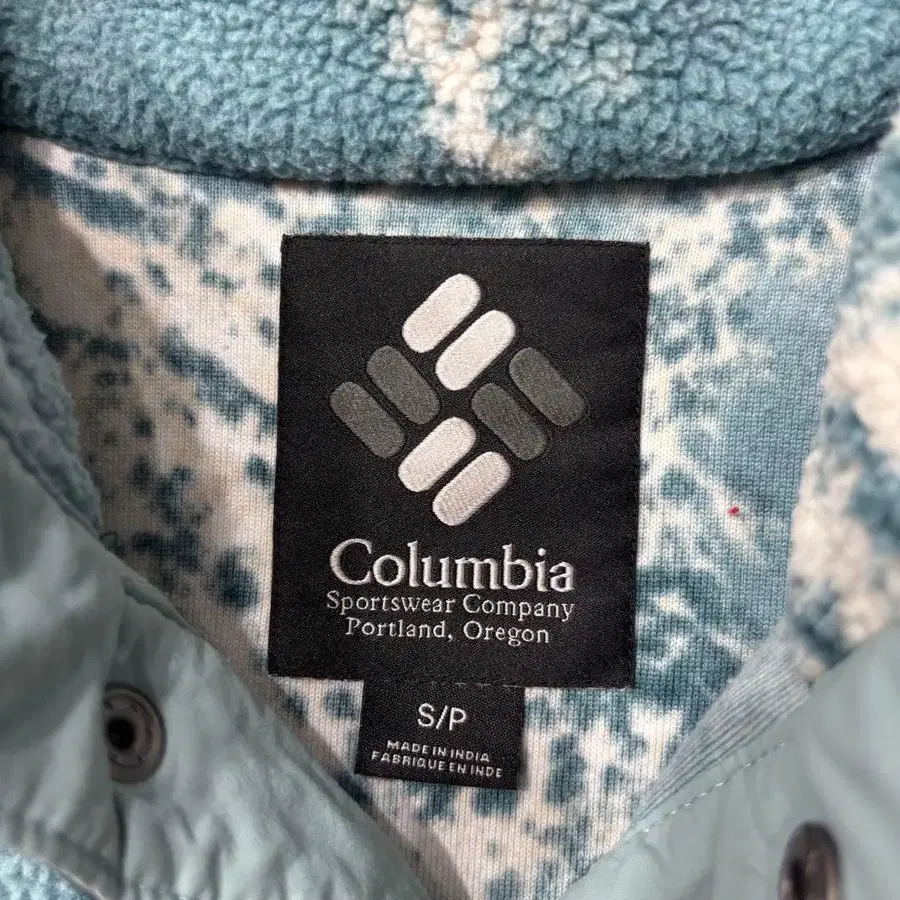 Columbia
Sportswear Company
Portland, Oregon
S/P
MADE IN INDIA
FABRIQUE EN INDE